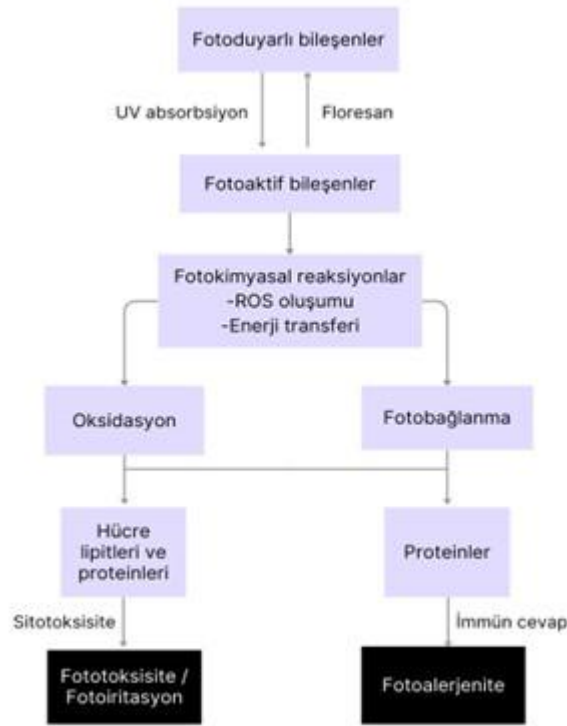 Fotoduyarlı bileşenler
UV absorbsiyon
Floresan
Fotoaktif bileşenler
Fotokimyasal reaksiyonlar
-ROS oluşumu
-Enerji transferi
Oksidasyon
Fotobağlanma
Hücre
lipitleri ve
proteinleri
Proteinler
Sitotoksisite
İmmün cevap
Fototoksisite /
Fotoiritasyon
Fotoalerjenite